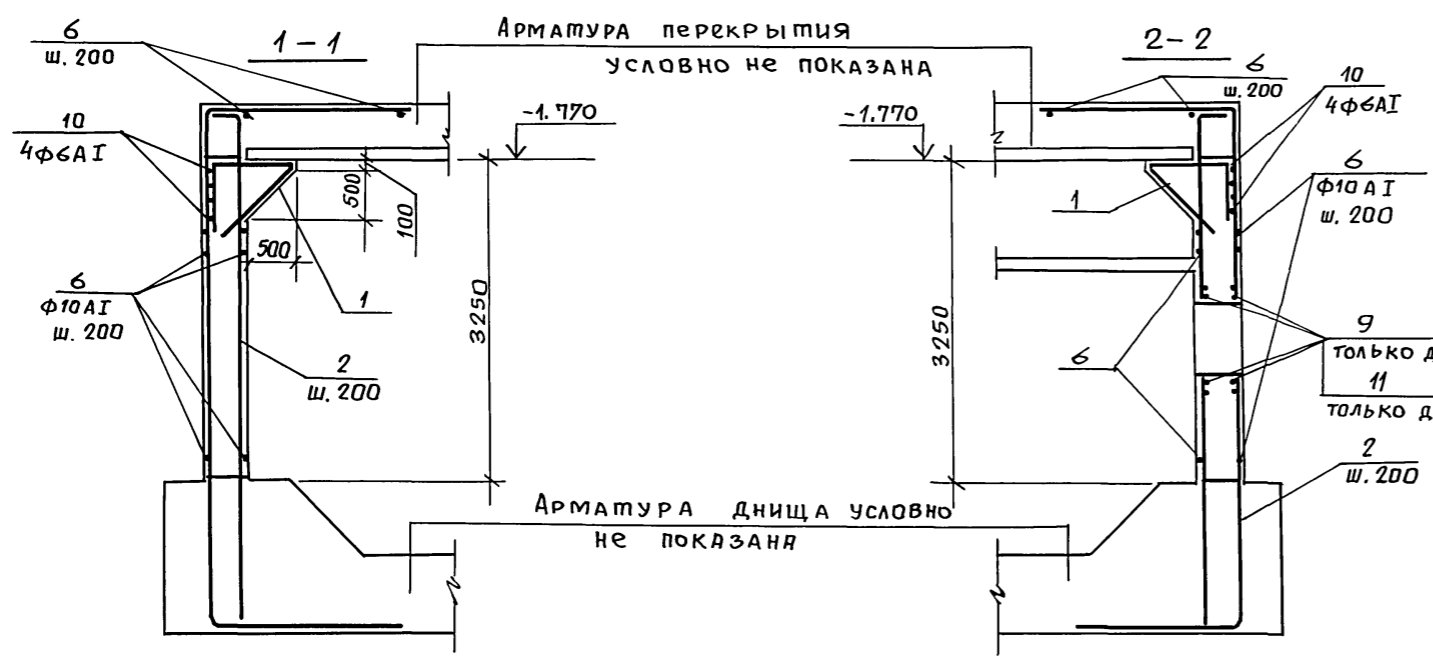 6
ш. 200
1-1
Арматура перекрытия
условно не показана
2-2
6
ш. 200
10
4ф6АI
10
4ф6АI
-1.770
-1.770
6
ф10АI
ш. 200
500
100
500
1
1
6
ф10АI
ш. 200
3250
3250
2
ш. 200
6
9
только д
11
только д
2
ш. 200
Арматура днища условно
не показана